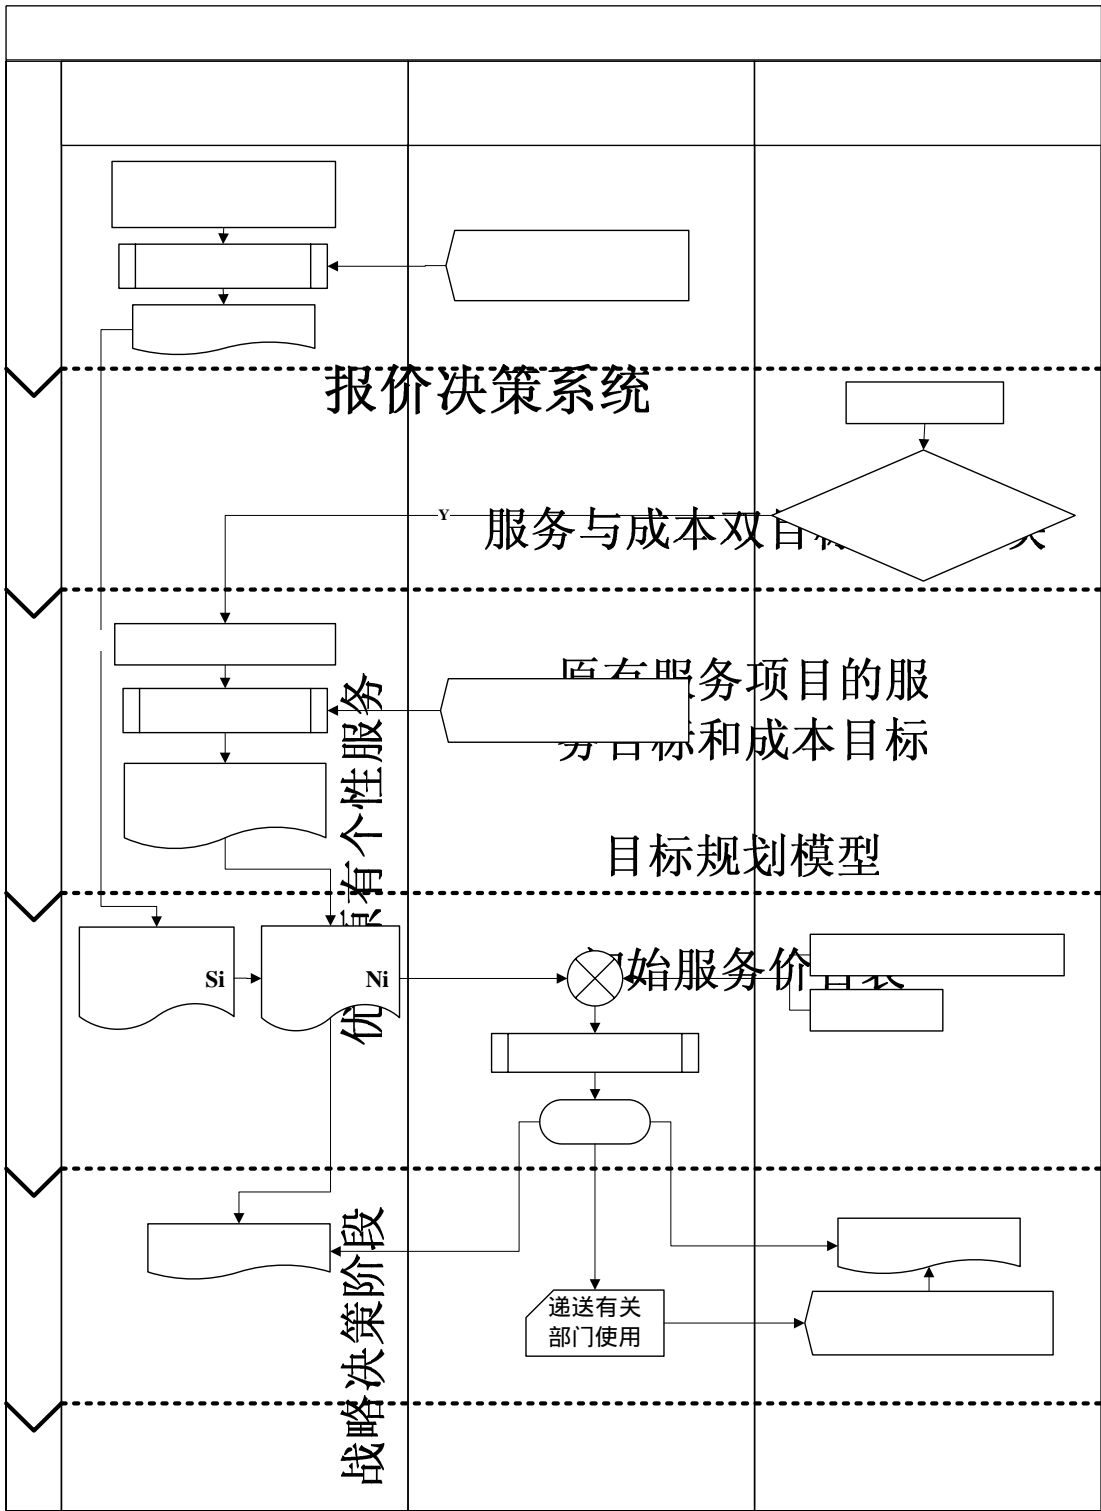 报价决策系统
Y
服务与成本双目
原有服务项目的服
务目标和成本目标
优 原有个性服务
目标规划模型
Si
Ni
始服务价目表
战略决策阶段
递送有关
部门使用